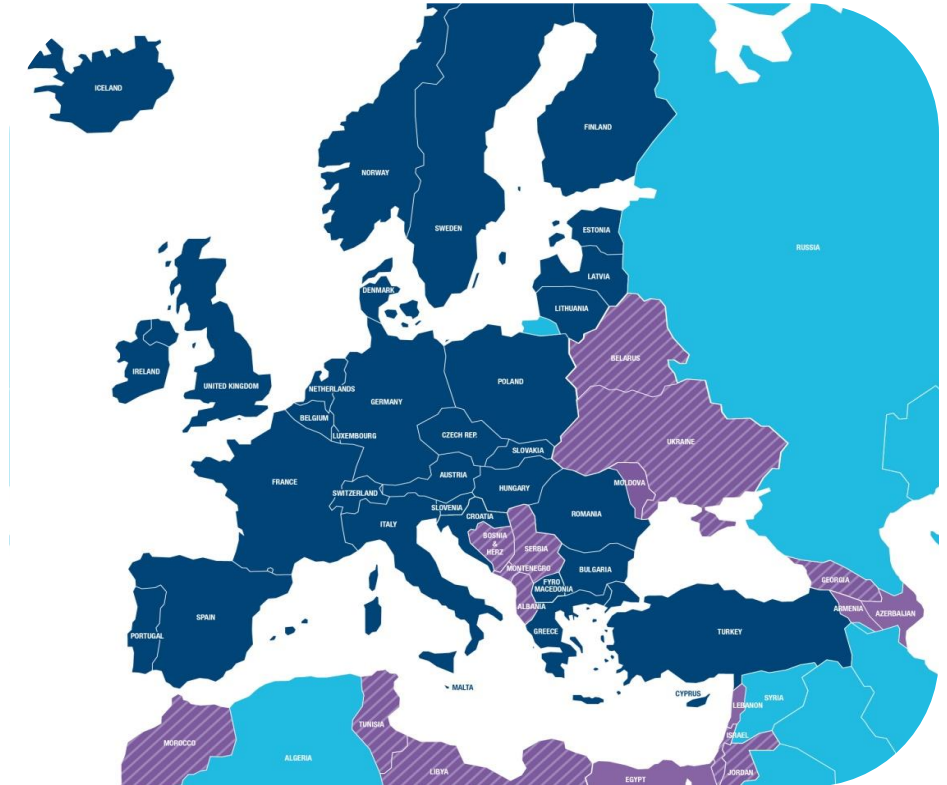 ICELAND
FINLAND
NORWAY
SWEDEN
ESTONIA
RUSSIA
LATVIA
DENMARK
LITHUANIA
BELARUS
IRELAND
UNITED KINGDOM
NETHERLANDS
POLAND
GERMANY
BELGIUM
LUXEMBOURG
CZECH REP.
UKRAINE
SLOVAKIA
AUSTRIA
FRANCE
MOLDOVA
HUNGARY
SWITZERLAND
SLOVENIA
ROMANIA
CROATIA
ITALY
BOSNIA
&
HERZ
SERBIA
MONTENEGRO
BULGARIA
GEORGIA
FYRO
MACEDONIA
ALBANIA
ARMENIA
AZERBALIAN
SPAIN
PORTUGAL
GREECE
TURKEY
MALTA
CYPRUS
SYRIA
LEBANON
TUNISIA
ISRAEL
MOROCCO
ALGERIA
LIBYA
JORDAN
EGYPT